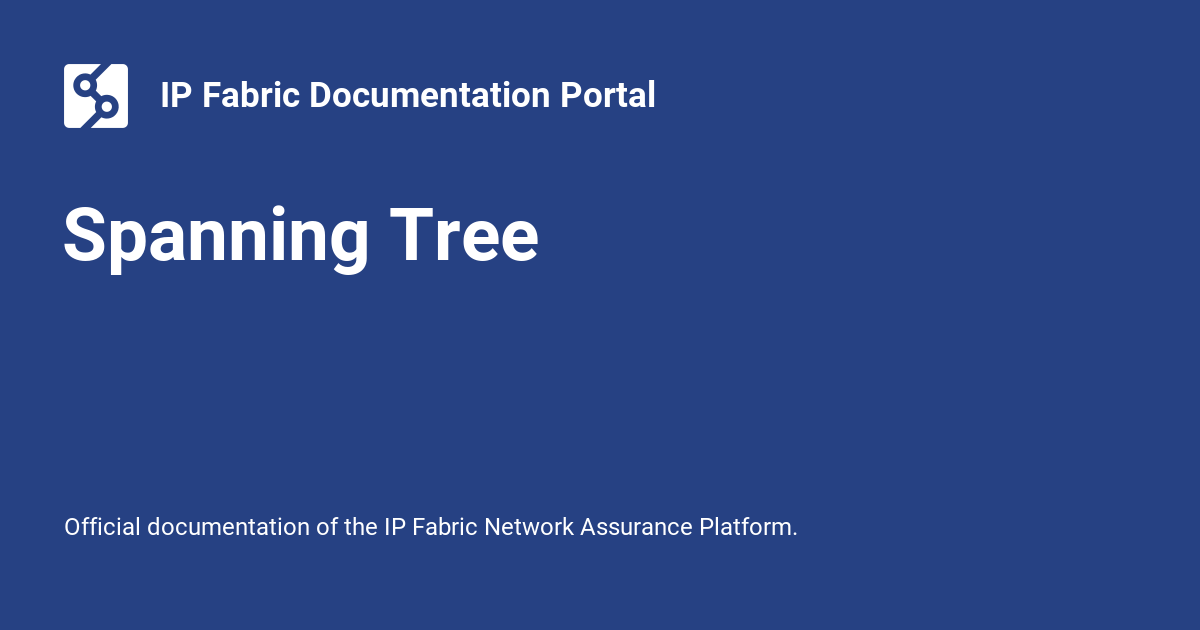 IP Fabric Documentation Portal
Spanning Tree
Official documentation of the IP Fabric Network Assurance Platform.